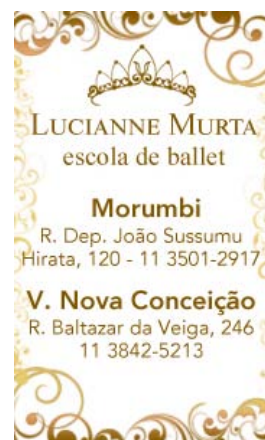 LUCIANNE MURTA
escola de ballet
Morumbi
R. Dep. João Sussumu
Hirata, 120 - 11 3501-2917
V. Nova Conceição
R. Baltazar da Veiga, 246
11 3842-5213